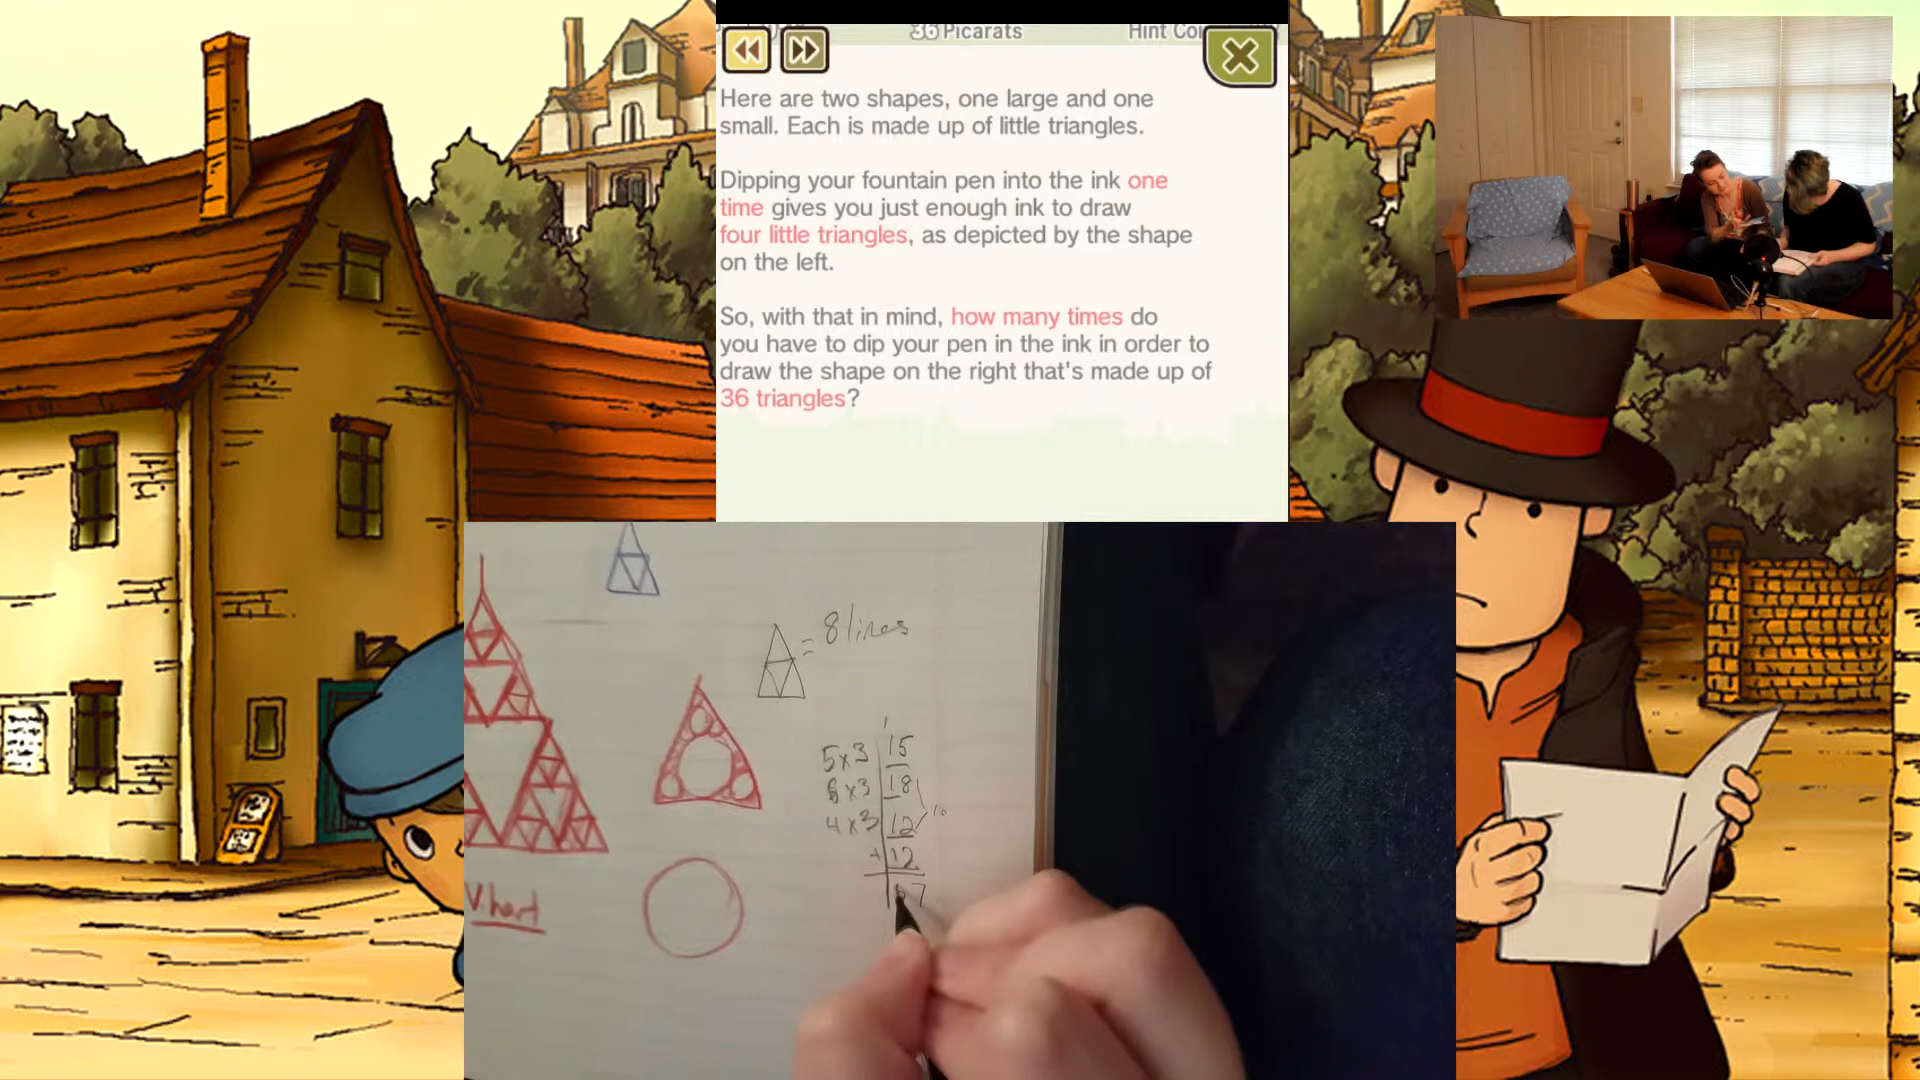 36 Picarats
Here are two shapes, one large and one
small. Each is made up of little triangles.
Dipping your fountain pen into the ink one
time gives you just enough ink to draw
four little triangles, as depicted by the shape
on the left.
So, with that in mind, how many times do
you have to dip your pen in the ink in order to
draw the shape on the right that's made up of
36 triangles?
= 8 lines
1
5x3 15
6x3 18
4x3 12
+ 12
7
V.hart